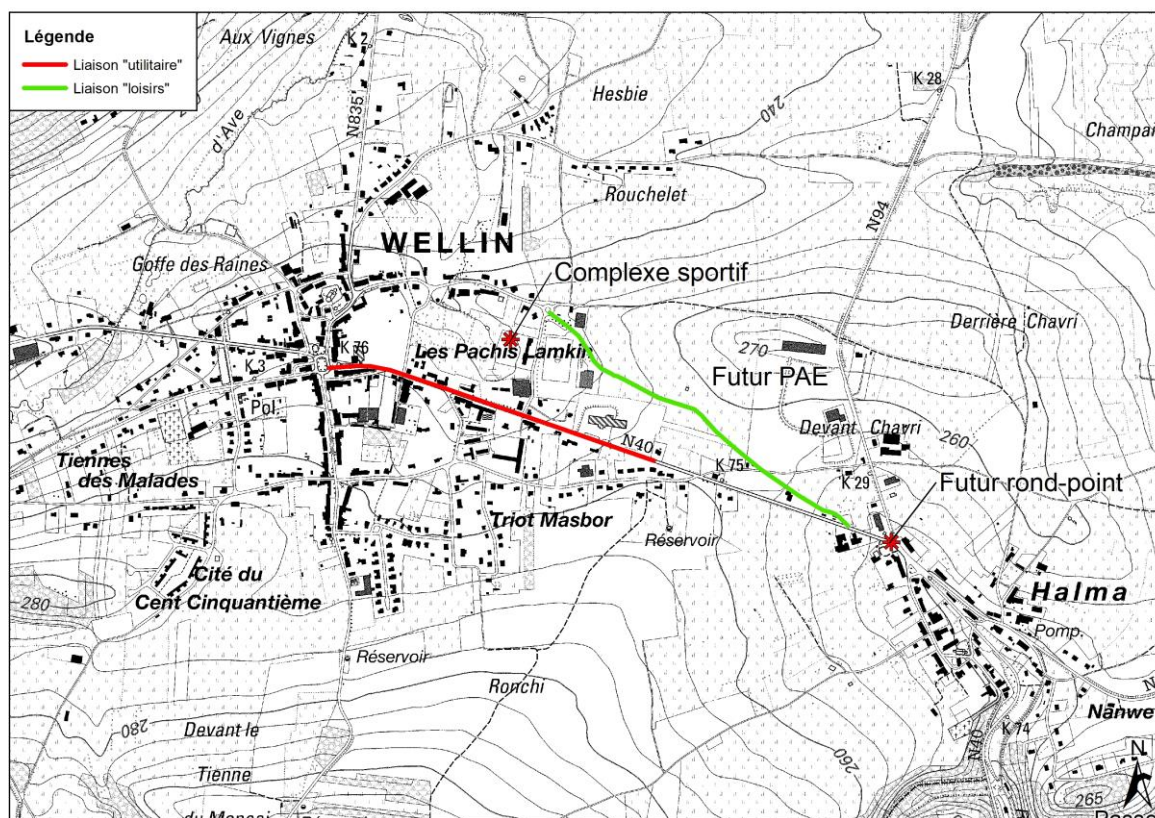 Légende
Liaison "utilitaire"
Liaison "loisirs"
Aux Vignes
K 2
N835
d'Ave
Hesbie
240
K 28
Champai
Rouchelet
N94
WELLIN
Goffe des Raines
Complexe sportif
Derrière Chavri
K 76
K.3
Les Pachis Lamkin
270
Futur PAE
Pol.
N40
Devant Chavri
260
Tiennes
des Malades
K 75
K 29
Futur rond-point
Triot Masbor
Réservoir
Cité du
Cent Cinquantième
280
Halma
Pomp.
Réservoir
Ronchi
280
Devant le
Tienne
260
N40
K 74
Nanwe
N
265